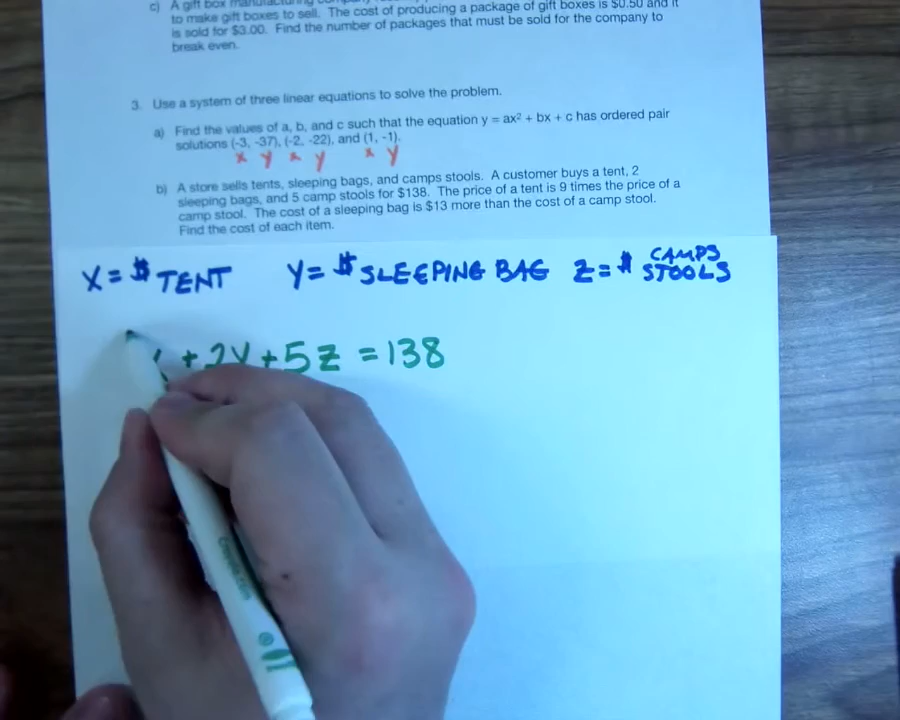 c) A gift box manufacturing
to make gift boxes to sell. The cost of producing a package of gift boxes is $0.50 and it
is sold for $3.00. Find the number of packages that must be sold for the company to
break even.
3. Use a system of three linear equations to solve the problem.
a) Find the values of a, b, and c such that the equation y = ax² + bx + c has ordered pair
solutions (-3, -37), (-2, -22), and (1, -1).
x y x y x y
b) A store sells tents, sleeping bags, and camps stools. A customer buys a tent, 2
sleeping bags, and 5 camp stools for $138. The price of a tent is 9 times the price of a
camp stool. The cost of a sleeping bag is $13 more than the cost of a camp stool.
Find the cost of each item.
X = $ TENT Y = $ SLEEPING BAG Z = $ CAMPS STOOLS
+ 2Y + 5Z = 138
Crayola.com